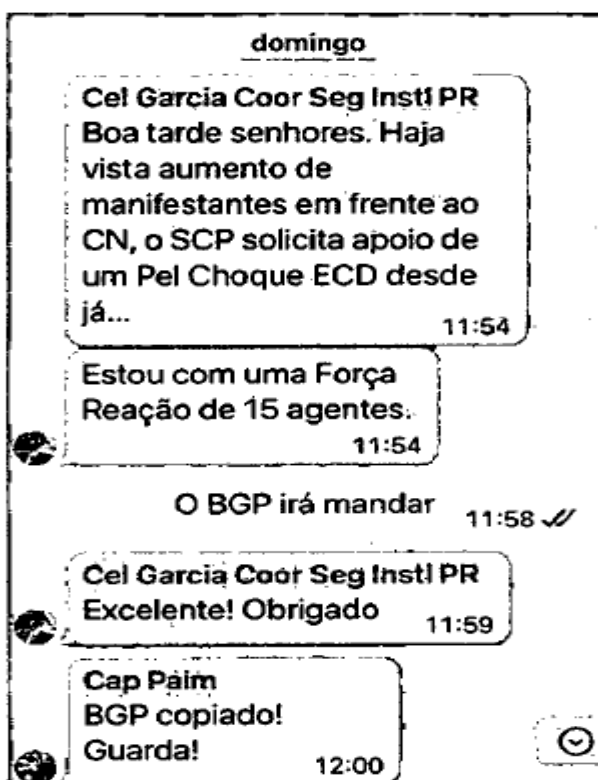 domingo
Cel Garcia Coor Seg Instl PR
Boa tarde senhores. Haja
vista aumento de
manifestantes em frente ao
CN, o SCP solicita apoio de
um Pel Choque ECD desde
já...
11:54
Estou com uma Força
Reação de 15 agentes.
11:54
O BGP irá mandar
11:58
Cel Garcia Coor Seg Instl PR
Excelente! Obrigado
11:59
Cap Paim
BGP copiado!
Guarda!
12:00